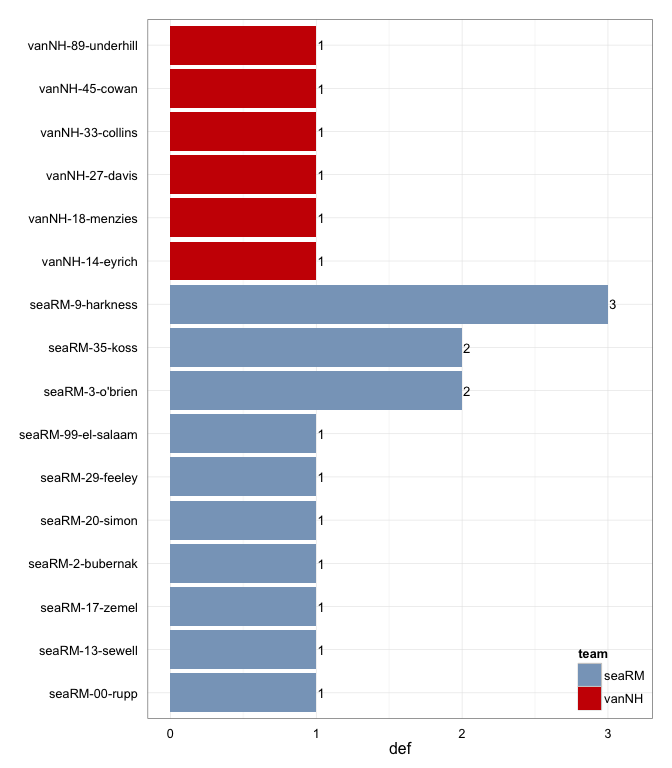 vanNH-89-underhill 1
vanNH-45-cowan 1
vanNH-33-collins 1
vanNH-27-davis 1
vanNH-18-menzies 1
vanNH-14-eyrich 1
seaRM-9-harkness 3
seaRM-35-koss 2
seaRM-3-o'brien 2
seaRM-99-el-salaam 1
seaRM-29-feeley 1
seaRM-20-simon 1
seaRM-2-bubernak 1
seaRM-17-zemel 1
seaRM-13-sewell 1
seaRM-00-rupp 1
team
seaRM
vanNH
0 1 2 3
def